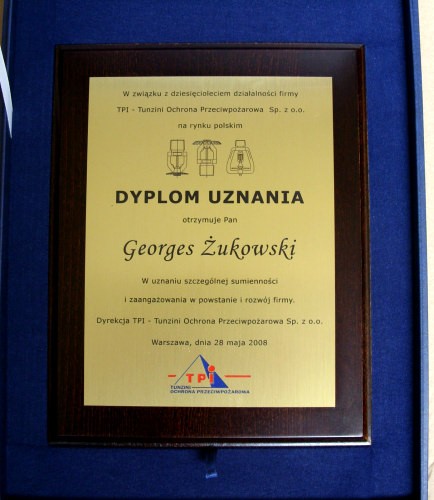 W związku z dziesięcioleciem działalności firmy
TPI - Tunzini Ochrona Przeciwpożarowa Sp. z o.o.
na rynku polskim
DYPLOM UZNANIA
otrzymuje Pan
Georges Żukowski
W uznaniu szczególnej sumienności
i zaangażowania w powstanie i rozwój firmy.
Dyrekcja TPI - Tunzini Ochrona Przeciwpożarowa Sp. z o.o.
Warszawa, dnia 28 maja 2008
TPI
TUNZINI
OCHRONA PRZECIWPOŻAROWA